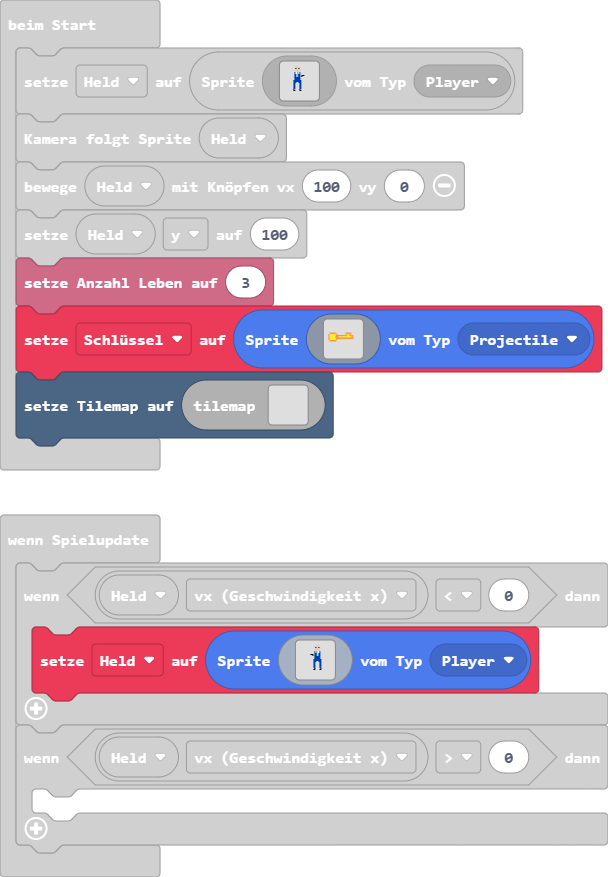 beim Start
setze Held auf Sprite vom Typ Player
Kamera folgt Sprite Held
bewege Held mit Knöpfen vx 100 vy 0
setze Held y auf 100
setze Anzahl Leben auf 3
setze Schlüssel auf Sprite vom Typ Projectile
setze Tilemap auf tilemap
wenn Spielupdate
wenn Held vx (Geschwindigkeit x) < 0 dann
setze Held auf Sprite vom Typ Player
wenn Held vx (Geschwindigkeit x) > 0 dann